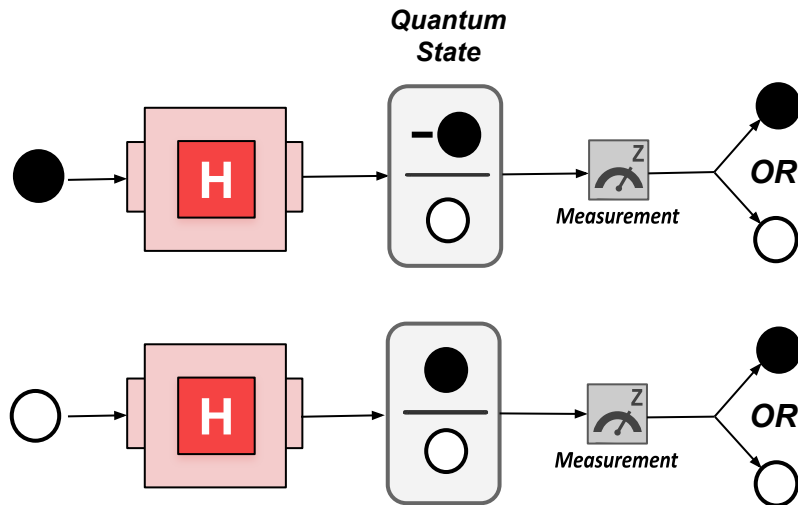 Quantum
State
H
Z
Measurement
OR
H
Z
Measurement
OR